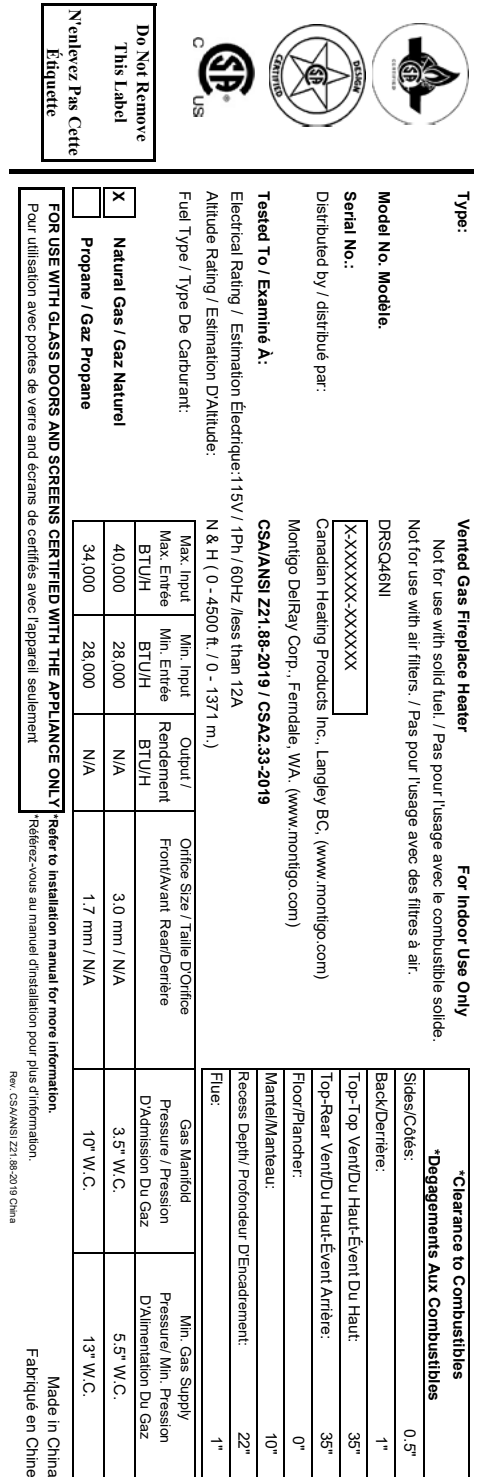 CERTIFIED
DESIGN
CERTIFIED
C US
Do Not Remove
This Label
N'enlevez Pas Cette
Étiquette
Type: Vented Gas Fireplace Heater For Indoor Use Only
Not for use with solid fuel. / Pas pour l'usage avec le combustible solide.
Not for use with air filters. / Pas pour l'usage avec des filtres à air.
Model No. Modèle. DRSQ46NI
Serial No.: X-XXXXXX-XXXXXX
Distributed by / distribué par: Canadian Heating Products Inc., Langley BC, (www.montigo.com)
Montigo DelRay Corp., Ferndale, WA. (www.montigo.com)
Tested To / Examiné À: CSA/ANSI Z21.88-2019 / CSA2.33-2019
Electrical Rating / Estimation Électrique:115V / 1Ph / 60Hz /less than 12A
Altitude Rating / Estimation D'Altitude: N & H ( 0 - 4500 ft. / 0 - 1371 m.)
*Clearance to Combustibles
*Degagements Aux Combustibles
Sides/Côtés: 0.5"
Back/Derrière: 1"
Top-Top Vent/Du Haut-Évent Du Haut: 35"
Top-Rear Vent/Du Haut-Évent Arrière: 35"
Floor/Plancher: 0"
Mantel/Manteau: 10"
Recess Depth/ Profondeur D'Encadrement: 22"
Flue: 1"
Fuel Type / Type De Carburant:
Max. Input
Max. Entrée
BTU/H
Min. Input
Min. Entrée
BTU/H
Output /
Rendement
BTU/H
Orifice Size / Taille D'Orifice
Front/Avant Rear/Derrière
Gas Manifold
Pressure / Pression
D'Admission Du Gaz
Min. Gas Supply
Pressure/ Min. Pression
D'Alimentation Du Gaz
X Natural Gas / Gaz Naturel 40,000 28,000 N/A 3.0 mm / N/A 3.5" W.C. 5.5" W.C.
Propane / Gaz Propane 34,000 28,000 N/A 1.7 mm / N/A 10" W.C. 13" W.C.
FOR USE WITH GLASS DOORS AND SCREENS CERTIFIED WITH THE APPLIANCE ONLY
Pour utilisation avec portes de verre and écrans de certifiés avec l'appareil seulement
*Refer to installation manual for more information.
*Référez-vous au manuel d'installation pour plus d'information.
Rev. CSA/ANSI Z21.88-2019 China
Made in China
Fabriqué en Chine